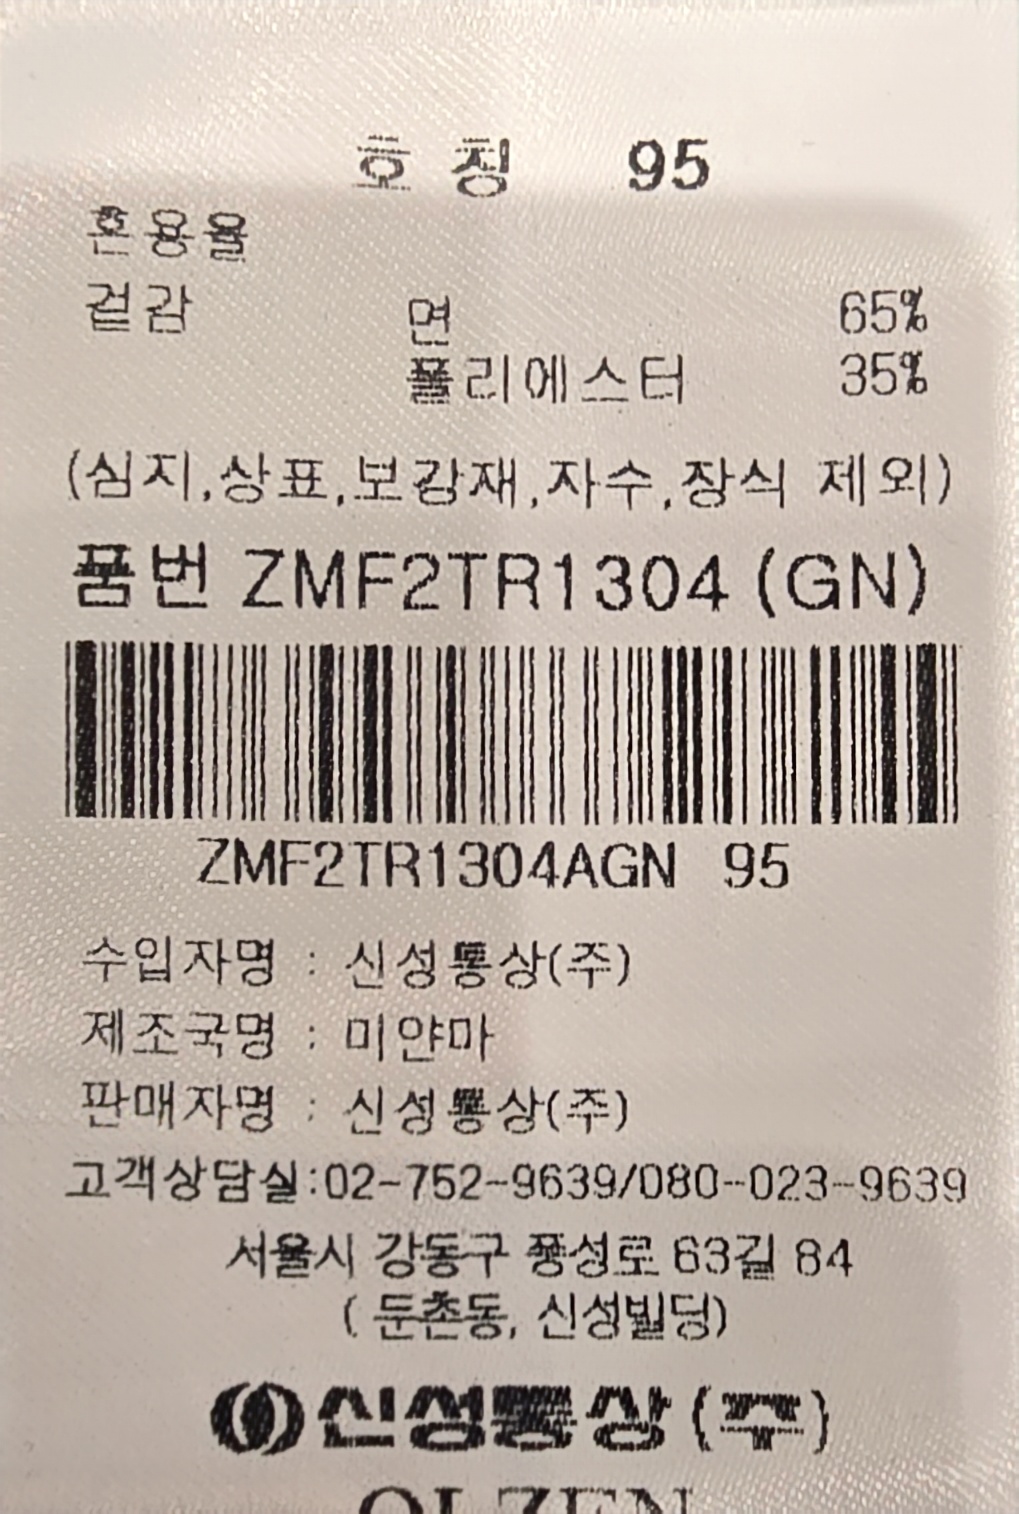 호 칭 95
혼용율
겉감 면 65%
폴리에스터 35%
(심지,상표,보강재,자수,장식 제외)
품번 ZMF2TR1304 (GN)
ZMF2TR1304AGN 95
수입자명 : 신성통상(주)
제조국명 : 미얀마
판매자명 : 신성통상(주)
고객상담실:02-752-9639/080-023-9639
서울시 강동구 풍성로 63길 84
( 둔촌동, 신성빌딩)
신성통상 (주)
OLZEN